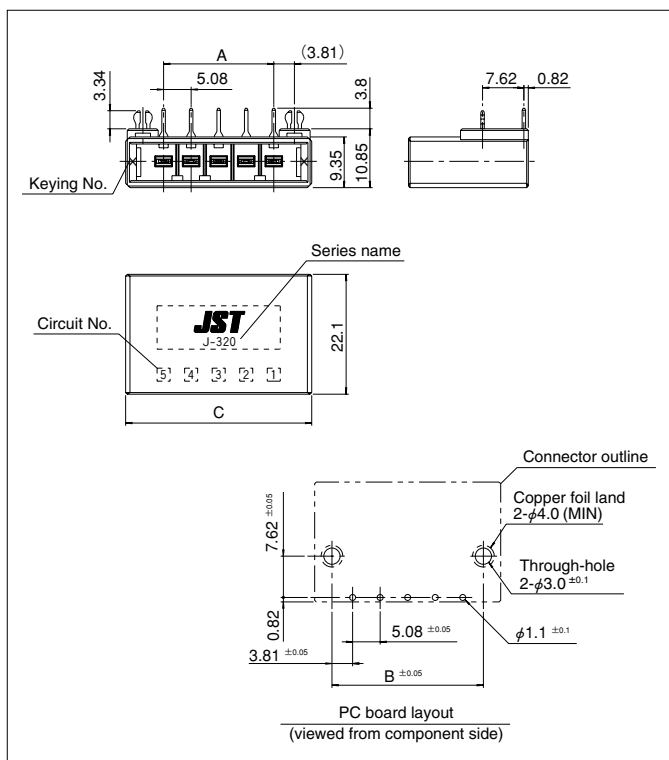 A
(3.81)
5.08
3.34
3.8
7.62
0.82
9.35
10.85
Keying No.
Series name
Circuit No.
JST
J-320
5 4 3 2 1
22.1
C
Connector outline
Copper foil land
2-φ4.0 (MIN)
7.62 ±0.05
Through-hole
2-φ3.0 ±0.1
0.82
5.08 ±0.05
φ1.1 ±0.1
3.81 ±0.05
B ±0.05
PC board layout
(viewed from component side)